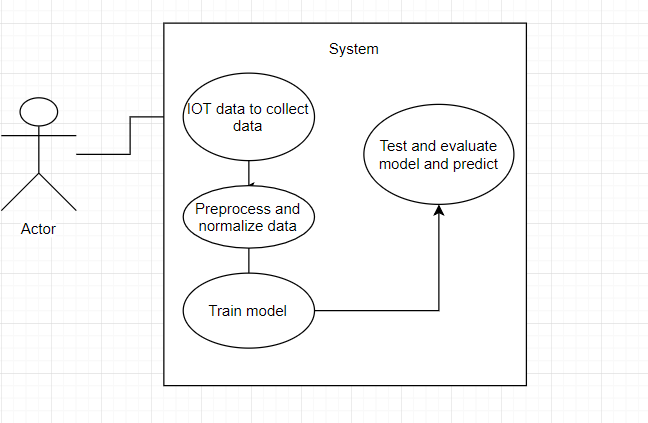 System
IOT data to collect
data
Test and evaluate
model and predict
Preprocess and
normalize data
Actor
Train model